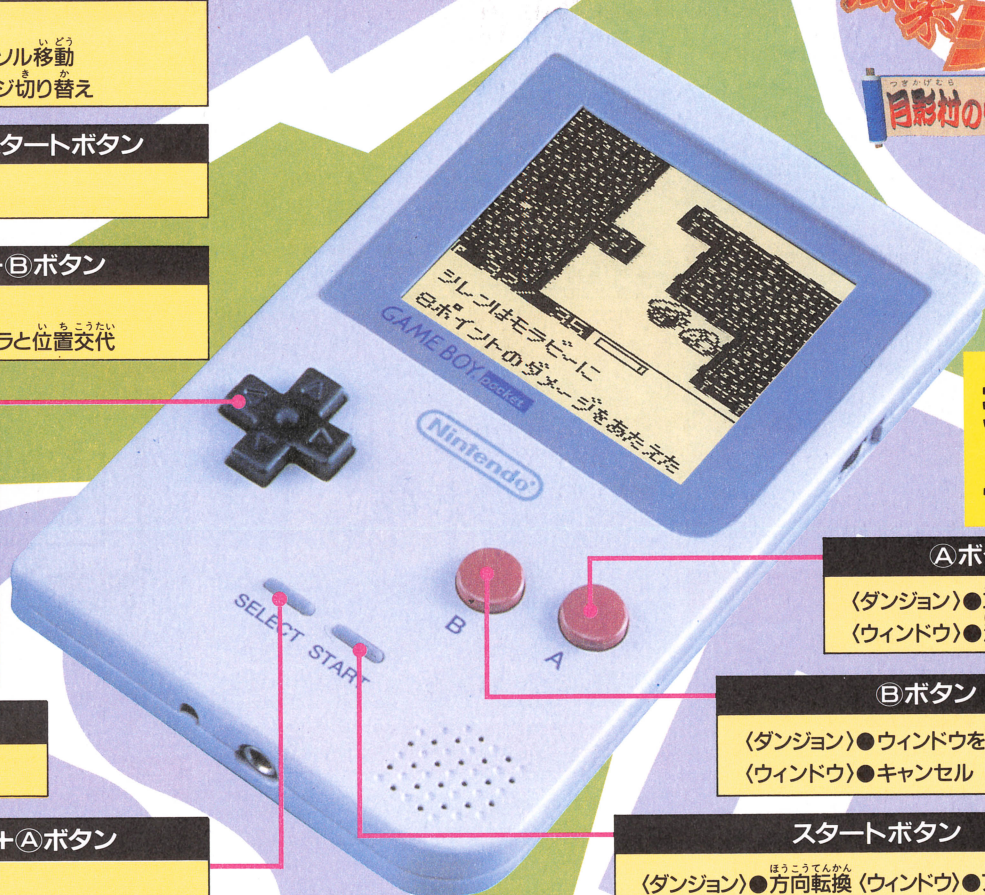 ソル移動
ジ切り替え
タートボタン
Ⓑボタン
ラと位置交代
+Ⓐボタン
月影村の
つきかげむら
GAME BOY pocket
Nintendo
シレンはモラビーに
8ポイントのダメージをあたえた
SELECT
START
B
A
Ⓐボ
〈ダンジョン〉●
〈ウィンドウ〉●
Ⓑボタン
〈ダンジョン〉●ウィンドウを
〈ウィンドウ〉●キャンセル
スタートボタン
〈ダンジョン〉●方向転換〈ウィンドウ〉●